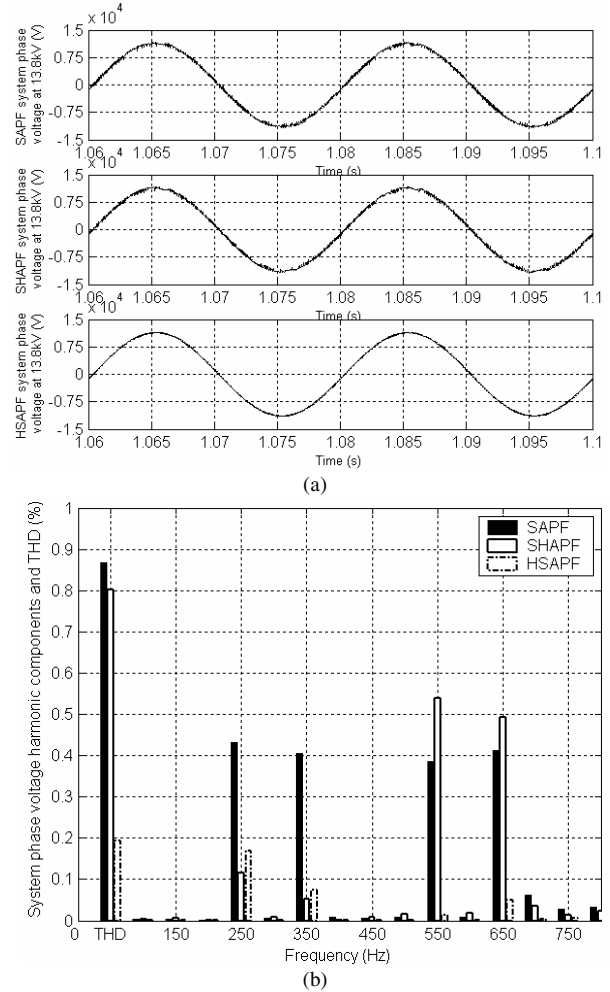 x 10^4
SAPF system phase
voltage at 13.8kV (V)
1.5
0.75
0
-0.75
-1.5
1.06 1.065 1.07 1.075 1.08 1.085 1.09 1.095 1.1
Time (s)
x 10^4
SHAPF system phase
voltage at 13.8kV (V)
1.5
0.75
0
-0.75
-1.5
1.06 1.065 1.07 1.075 1.08 1.085 1.09 1.095 1.1
Time (s)
x 10^4
HSAPF system phase
voltage at 13.8kV (V)
1.5
0.75
0
-0.75
-1.5
1.06 1.065 1.07 1.075 1.08 1.085 1.09 1.095 1.1
Time (s)
(a)
System phase voltage harmonic components and THD (%)
1
0.9
0.8
0.7
0.6
0.5
0.4
0.3
0.2
0.1
0
SAPF
SHAPF
HSAPF
0 THD 150 250 350 450 550 650 750
Frequency (Hz)
(b)